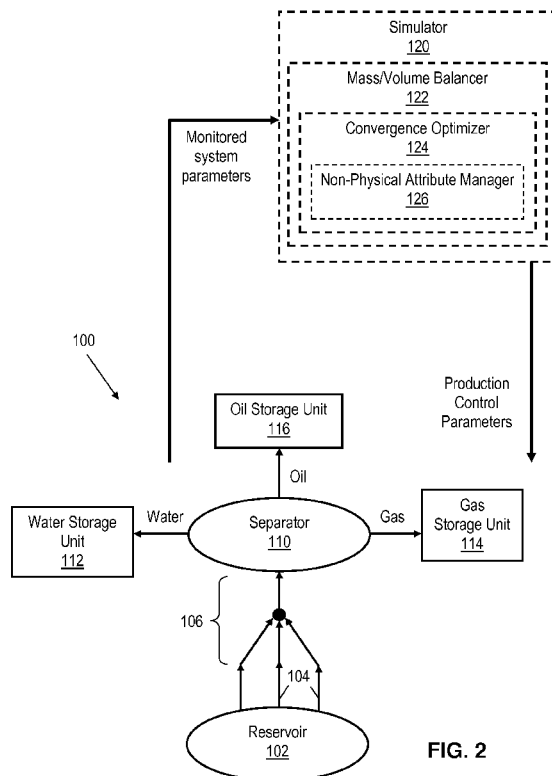 Simulator
120
Mass/Volume Balancer
122
Convergence Optimizer
124
Non-Physical Attribute Manager
126
Monitored
system
parameters
100
Production
Control
Parameters
Oil Storage Unit
116
Oil
Water Storage
Unit
112
Water
Separator
110
Gas
Gas
Storage Unit
114
106
104
Reservoir
102
FIG. 2